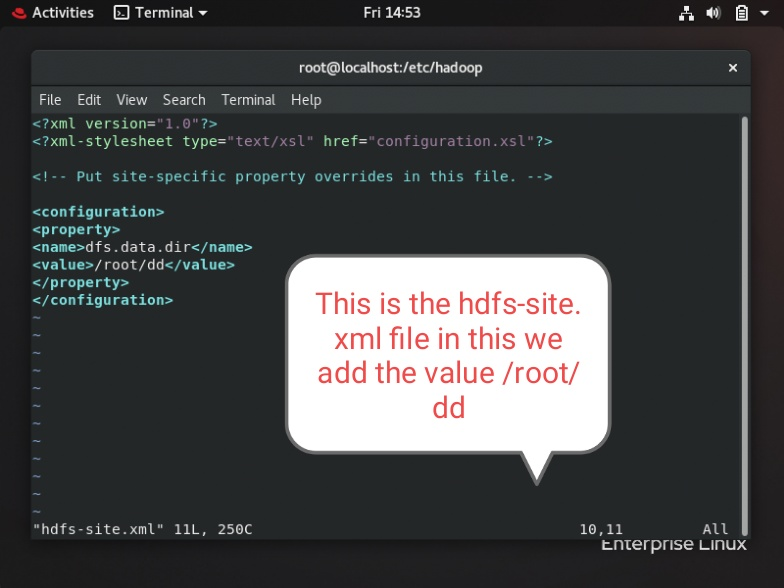 Activities Terminal Fri 14:53
root@localhost:/etc/hadoop ×
File Edit View Search Terminal Help
<?xml version="1.0"?>
<?xml-stylesheet type="text/xsl" href="configuration.xsl"?>
<!-- Put site-specific property overrides in this file. -->
<configuration>
<property>
<name>dfs.data.dir</name>
<value>/root/dd</value>
</property>
</configuration>
~
~
~
~
~
~
~
~
~
~
~
~
This is the hdfs-site.
xml file in this we
add the value /root/
dd
"hdfs-site.xml" 11L, 250C 10,11 All
Enterprise Linux